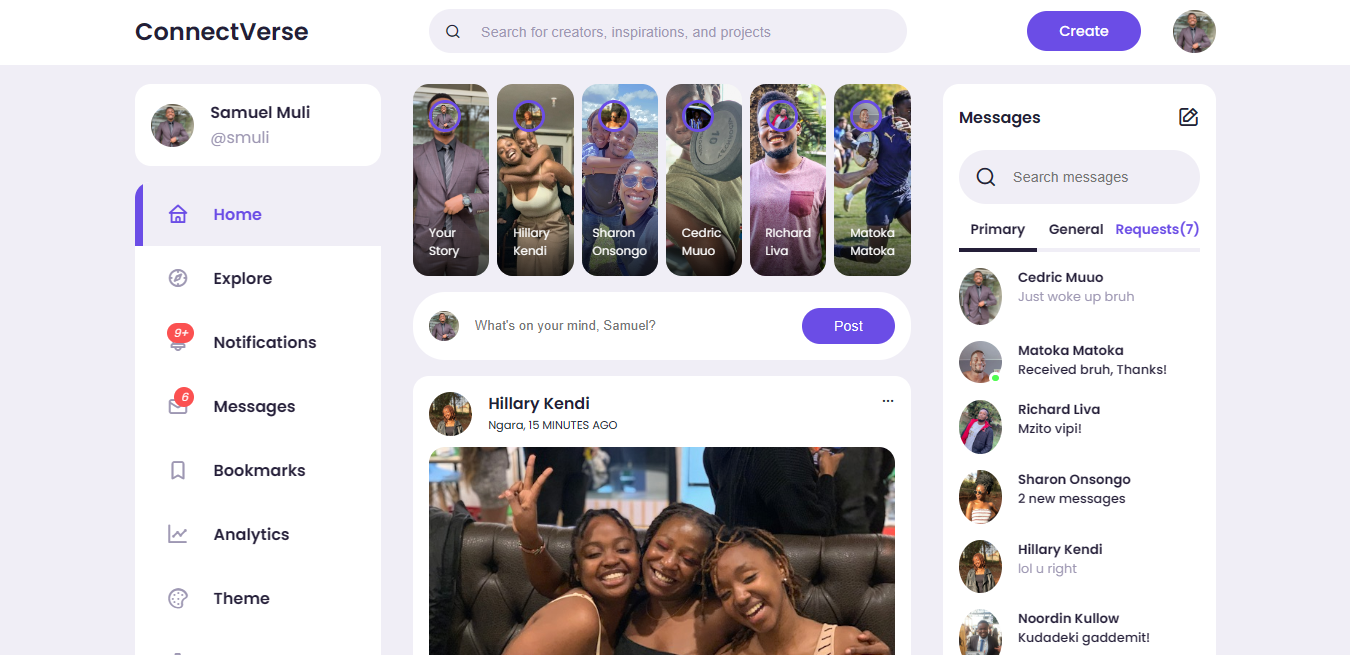 ConnectVerse
Search for creators, inspirations, and projects
Create
Samuel Muli
@smuli
Home
Explore
9+
Notifications
6
Messages
Bookmarks
Analytics
Theme
Your
Story
Hillary
Kendi
Sharon
Onsongo
Cedric
Muuo
RIchard
Liva
Matoka
Matoka
What's on your mind, Samuel?
Post
Hillary Kendi
...
Ngara, 15 MINUTES AGO
Messages
Search messages
Primary General Requests(7)
Cedric Muuo
Just woke up bruh
Matoka Matoka
Received bruh, Thanks!
Richard Liva
Mzito vipi!
Sharon Onsongo
2 new messages
Hillary Kendi
lol u right
Noordin Kullow
Kudadeki gaddemit!